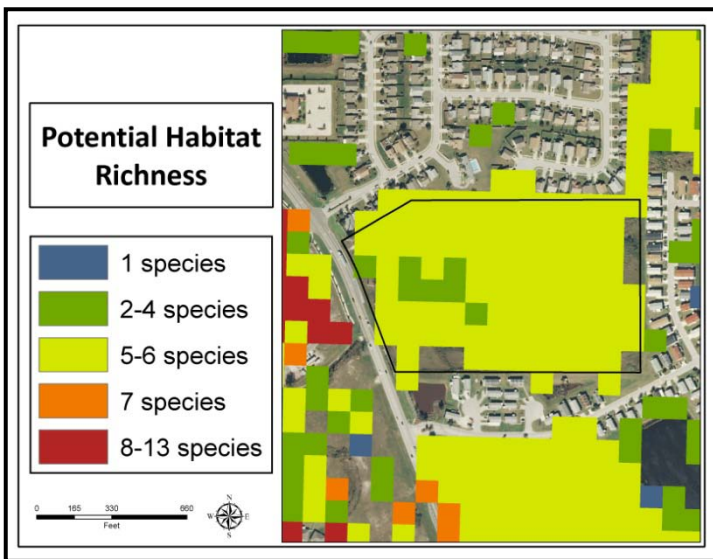 Potential Habitat
Richness
1 species
2-4 species
5-6 species
7 species
8-13 species
0 165 330 660
Feet
N
W E
S